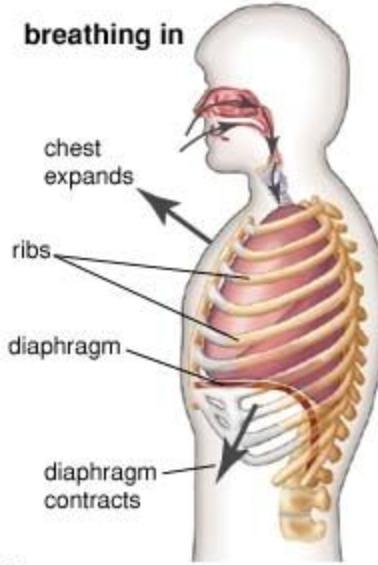 breathing in
chest
expands
ribs
diaphragm
diaphragm
contracts